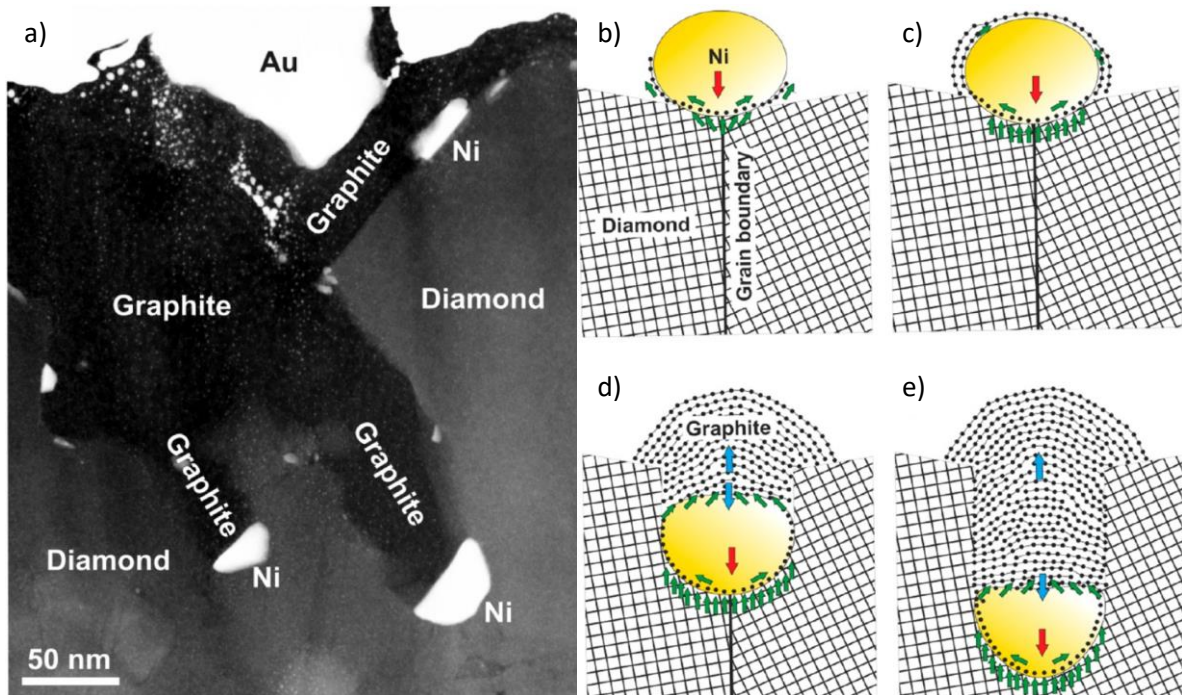 a)
Au
Ni
Graphite
Graphite
Diamond
Graphite
Graphite
Diamond
Ni
Ni
50 nm
b)
Ni
Diamond
Grain boundary
c)
d)
Graphite
e)